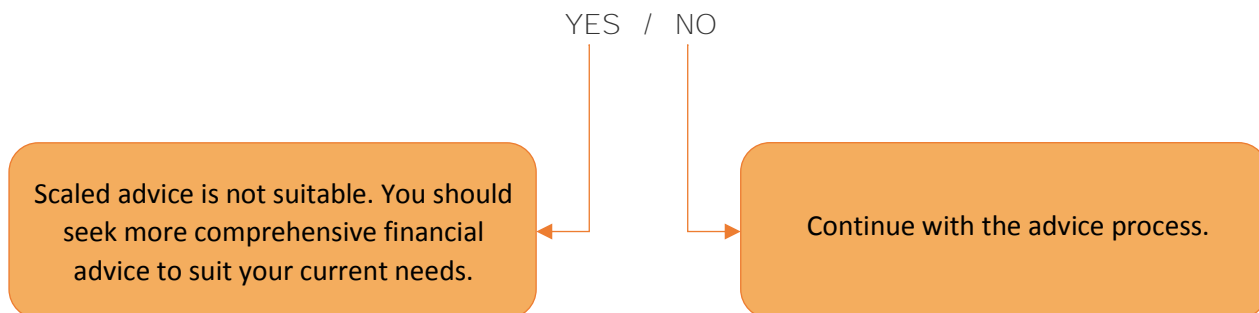 YES / NO
Scaled advice is not suitable. You should
seek more comprehensive financial
advice to suit your current needs.
Continue with the advice process.